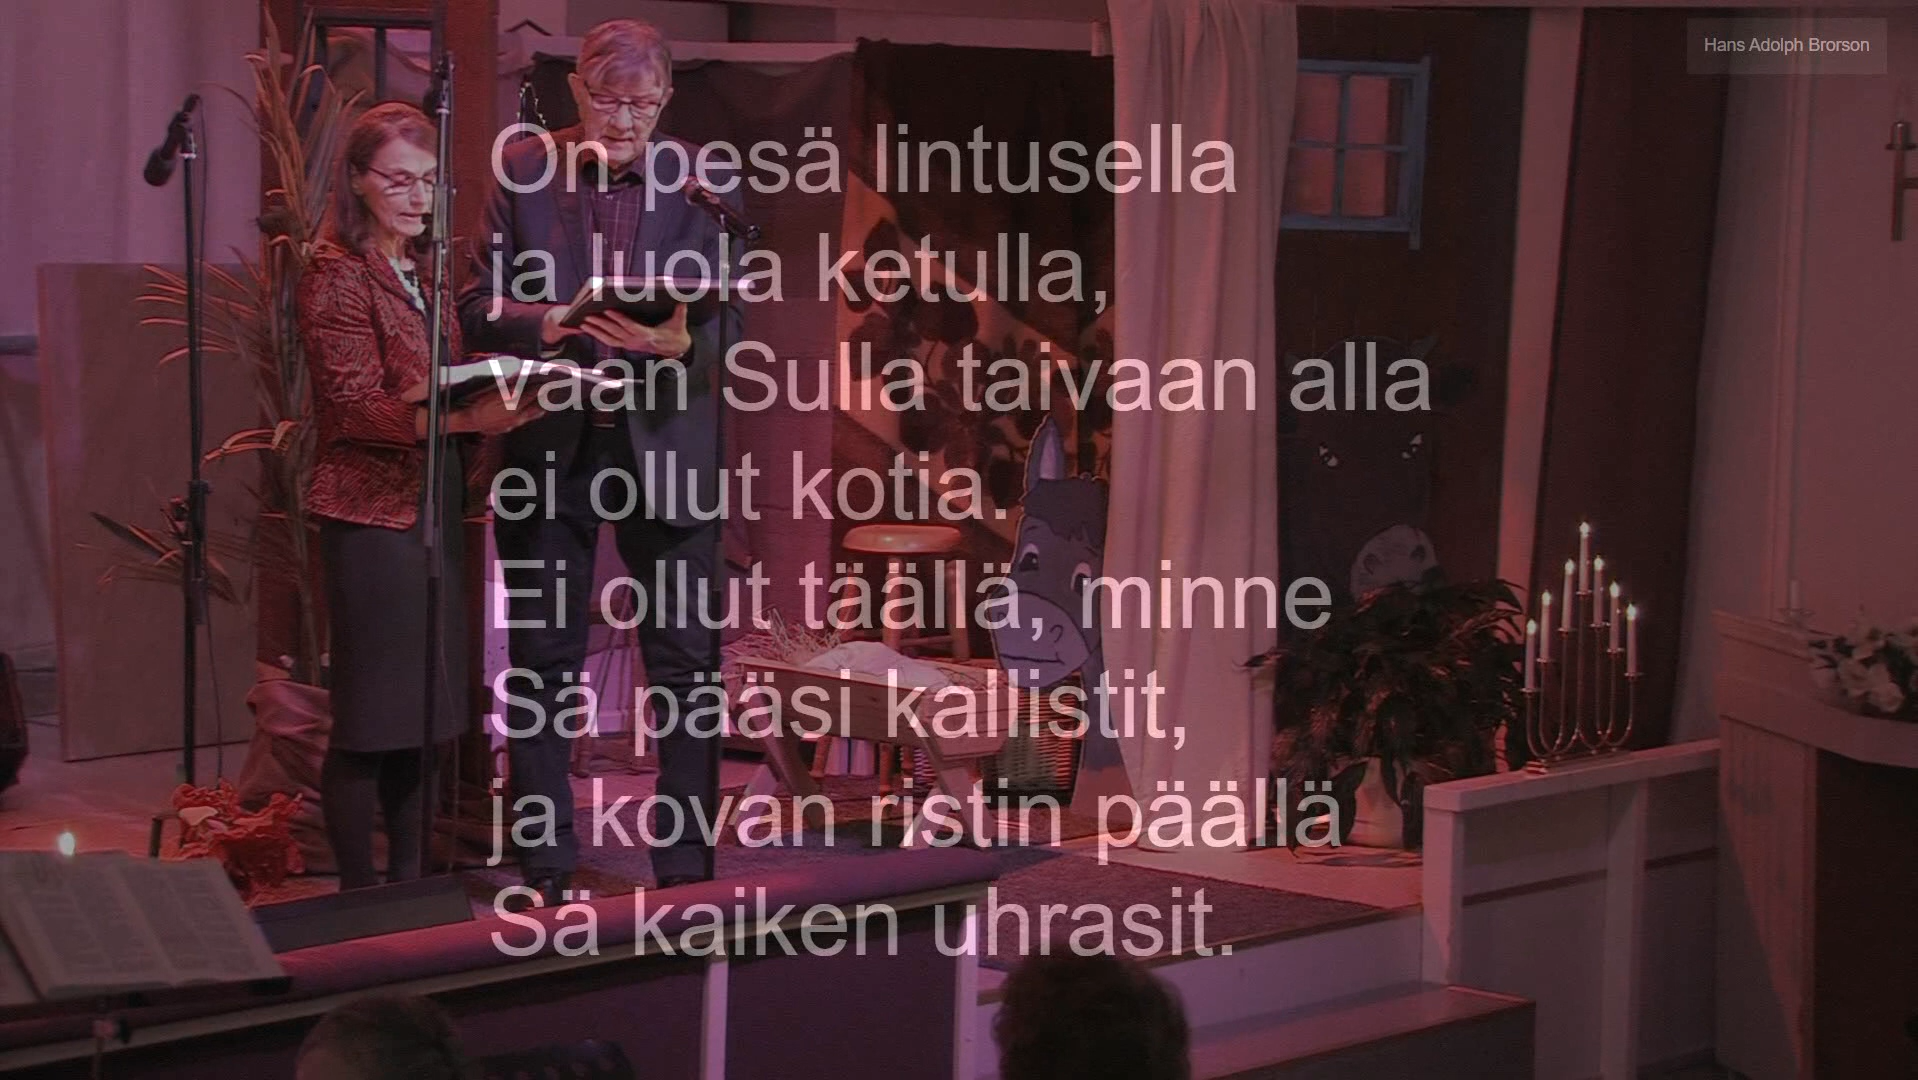 Hans Adolph Brorson
On pesä lintusella
ja luola ketulla,
vaan Sulla taivaan alla
ei ollut kotia.
Ei ollut täällä, minne
Sä pääsi kallistit,
ja kovan ristin päällä
Sä kaiken uhrasit.